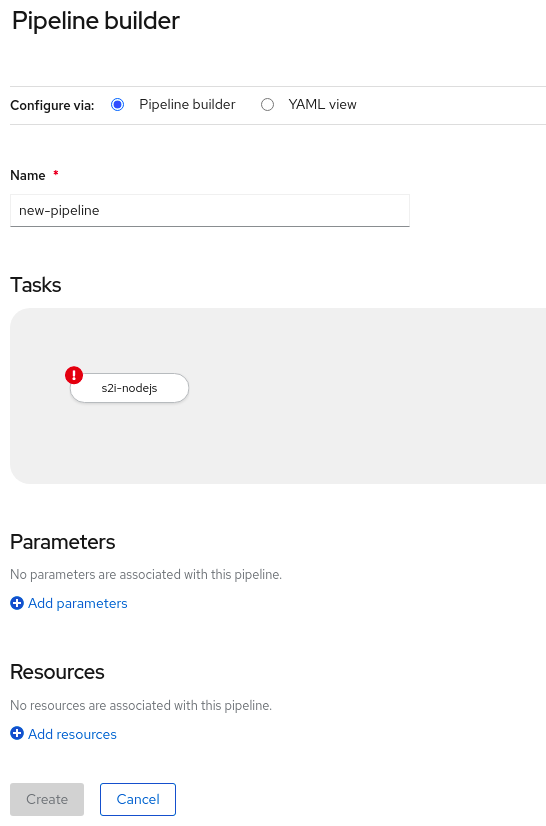 Pipeline builder
Configure via: Pipeline builder YAML view
Name *
new-pipeline
Tasks
s2i-nodejs
Parameters
No parameters are associated with this pipeline.
Add parameters
Resources
No resources are associated with this pipeline.
Add resources
Create Cancel